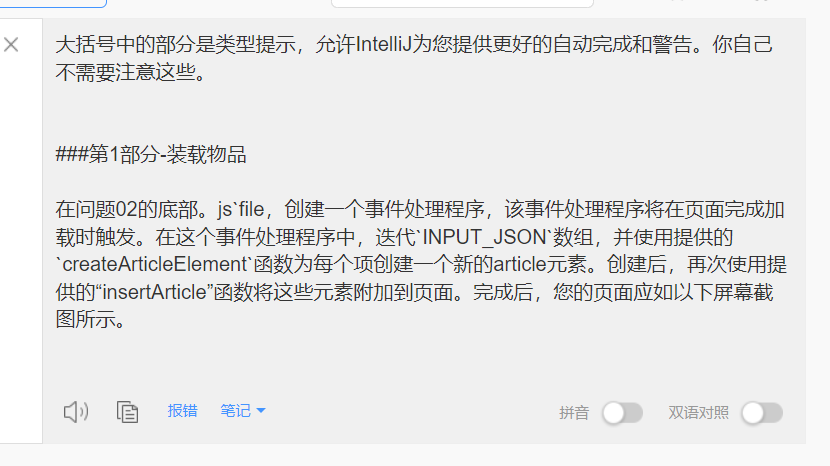 大括号中的部分是类型提示，允许IntelliJ为您提供更好的自动完成和警告。你自己
不需要注意这些。
###第1部分-装载物品
在问题02的底部。js`file，创建一个事件处理程序，该事件处理程序将在页面完成加
载时触发。在这个事件处理程序中，迭代`INPUT_JSON`数组，并使用提供的
`createArticleElement`函数为每个项创建一个新的article元素。创建后，再次使用提
供的“insertArticle”函数将这些元素附加到页面。完成后，您的页面应如以下屏幕截
图所示。
报错 笔记 拼音 双语对照